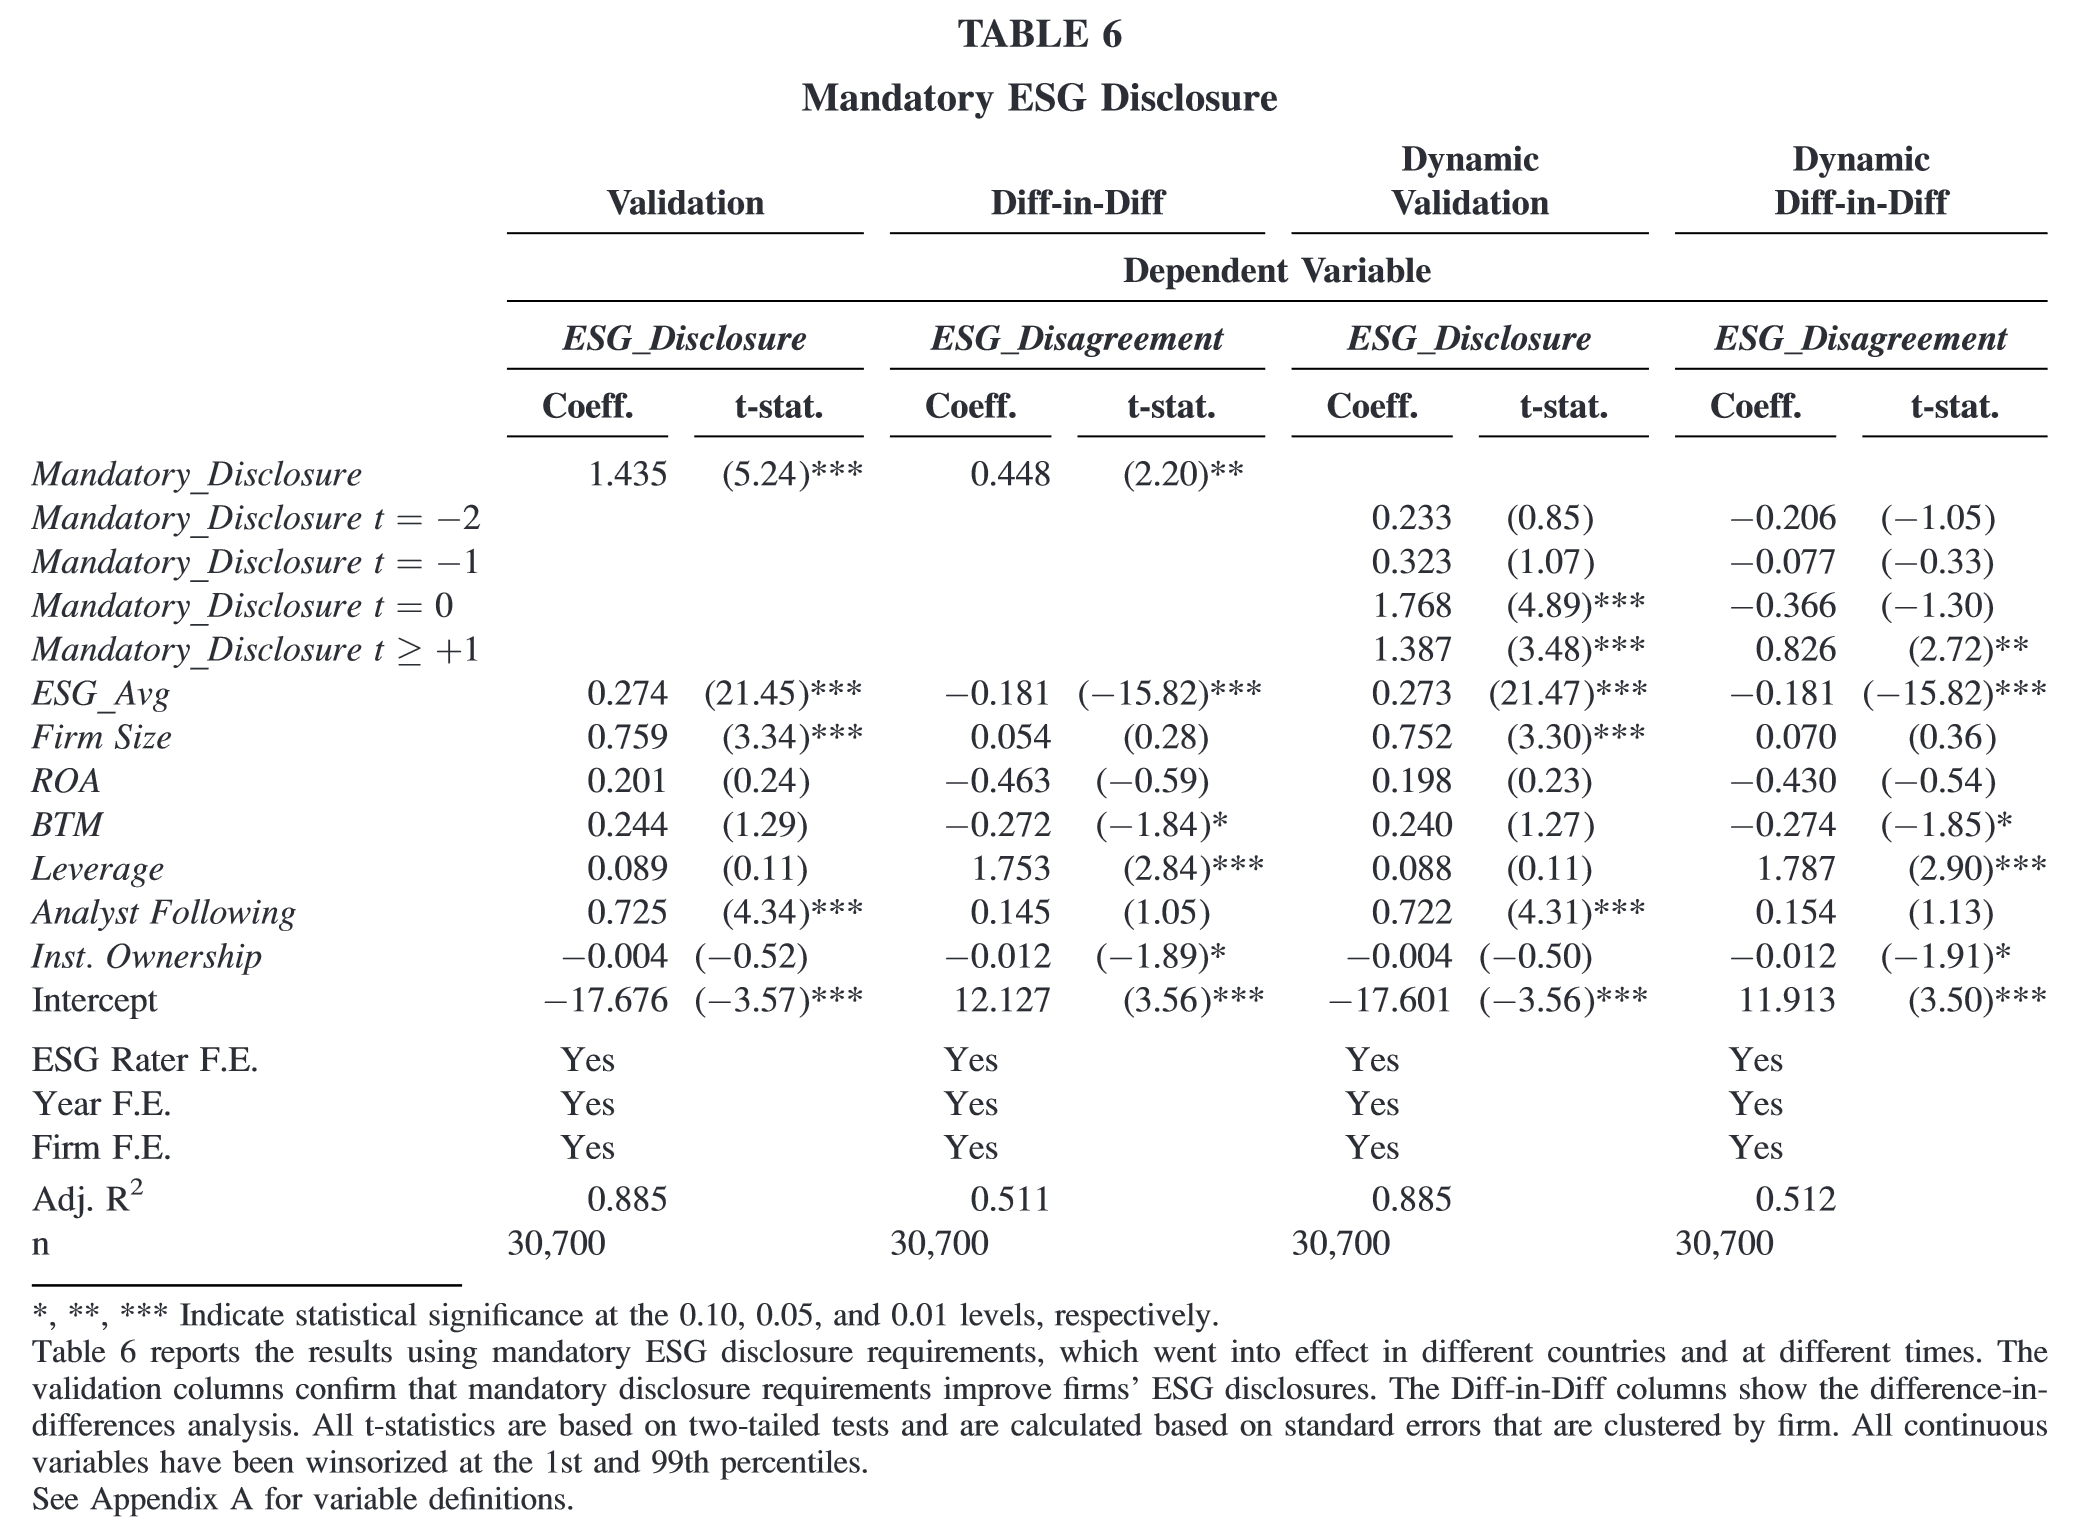 TABLE 6
Mandatory ESG Disclosure
Validation Diff-in-Diff Dynamic Validation Dynamic Diff-in-Diff
Dependent Variable
ESG_Disclosure ESG_Disagreement ESG_Disclosure ESG_Disagreement
Coeff. t-stat. Coeff. t-stat. Coeff. t-stat. Coeff. t-stat.
Mandatory_Disclosure 1.435 (5.24)*** 0.448 (2.20)**
Mandatory_Disclosure t = −2 0.233 (0.85) −0.206 (−1.05)
Mandatory_Disclosure t = −1 0.323 (1.07) −0.077 (−0.33)
Mandatory_Disclosure t = 0 1.768 (4.89)*** −0.366 (−1.30)
Mandatory_Disclosure t ≥ +1 1.387 (3.48)*** 0.826 (2.72)**
ESG_Avg 0.274 (21.45)*** −0.181 (−15.82)*** 0.273 (21.47)*** −0.181 (−15.82)***
Firm Size 0.759 (3.34)*** 0.054 (0.28) 0.752 (3.30)*** 0.070 (0.36)
ROA 0.201 (0.24) −0.463 (−0.59) 0.198 (0.23) −0.430 (−0.54)
BTM 0.244 (1.29) −0.272 (−1.84)* 0.240 (1.27) −0.274 (−1.85)*
Leverage 0.089 (0.11) 1.753 (2.84)*** 0.088 (0.11) 1.787 (2.90)***
Analyst Following 0.725 (4.34)*** 0.145 (1.05) 0.722 (4.31)*** 0.154 (1.13)
Inst. Ownership −0.004 (−0.52) −0.012 (−1.89)* −0.004 (−0.50) −0.012 (−1.91)*
Intercept −17.676 (−3.57)*** 12.127 (3.56)*** −17.601 (−3.56)*** 11.913 (3.50)***
ESG Rater F.E. Yes Yes Yes Yes
Year F.E. Yes Yes Yes Yes
Firm F.E. Yes Yes Yes Yes
Adj. R² 0.885 0.511 0.885 0.512
n 30,700 30,700 30,700 30,700
*, **, *** Indicate statistical significance at the 0.10, 0.05, and 0.01 levels, respectively.
Table 6 reports the results using mandatory ESG disclosure requirements, which went into effect in different countries and at different times. The
validation columns confirm that mandatory disclosure requirements improve firms’ ESG disclosures. The Diff-in-Diff columns show the difference-in-
differences analysis. All t-statistics are based on two-tailed tests and are calculated based on standard errors that are clustered by firm. All continuous
variables have been winsorized at the 1st and 99th percentiles.
See Appendix A for variable definitions.